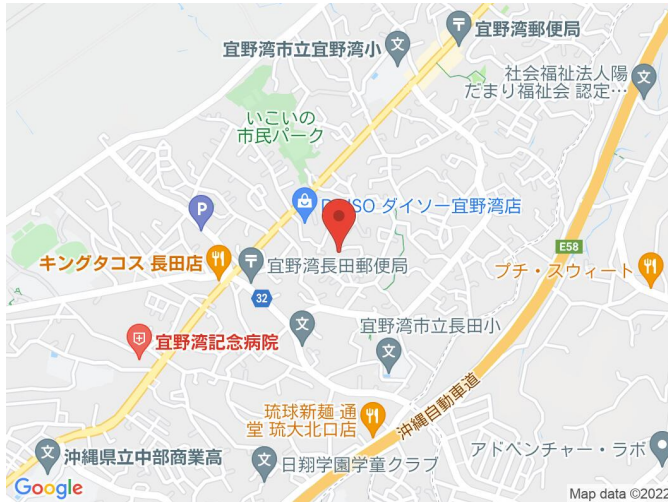 宜野湾郵便局
宜野湾市立宜野湾小
社会福祉法人陽
だまり福祉会 認定…
いこいの
市民パーク
P
ダイソー宜野湾店
キングタコス 長田店
宜野湾長田郵便局
E58
プチ・スウィート
32
宜野湾市立長田小
宜野湾記念病院
沖縄自動車道
琉球新麺 通
堂 琉大北口店
沖縄県立中部商業高
日翔学園学童クラブ
アドベンチャー・ラボ
Google
Map data ©2022